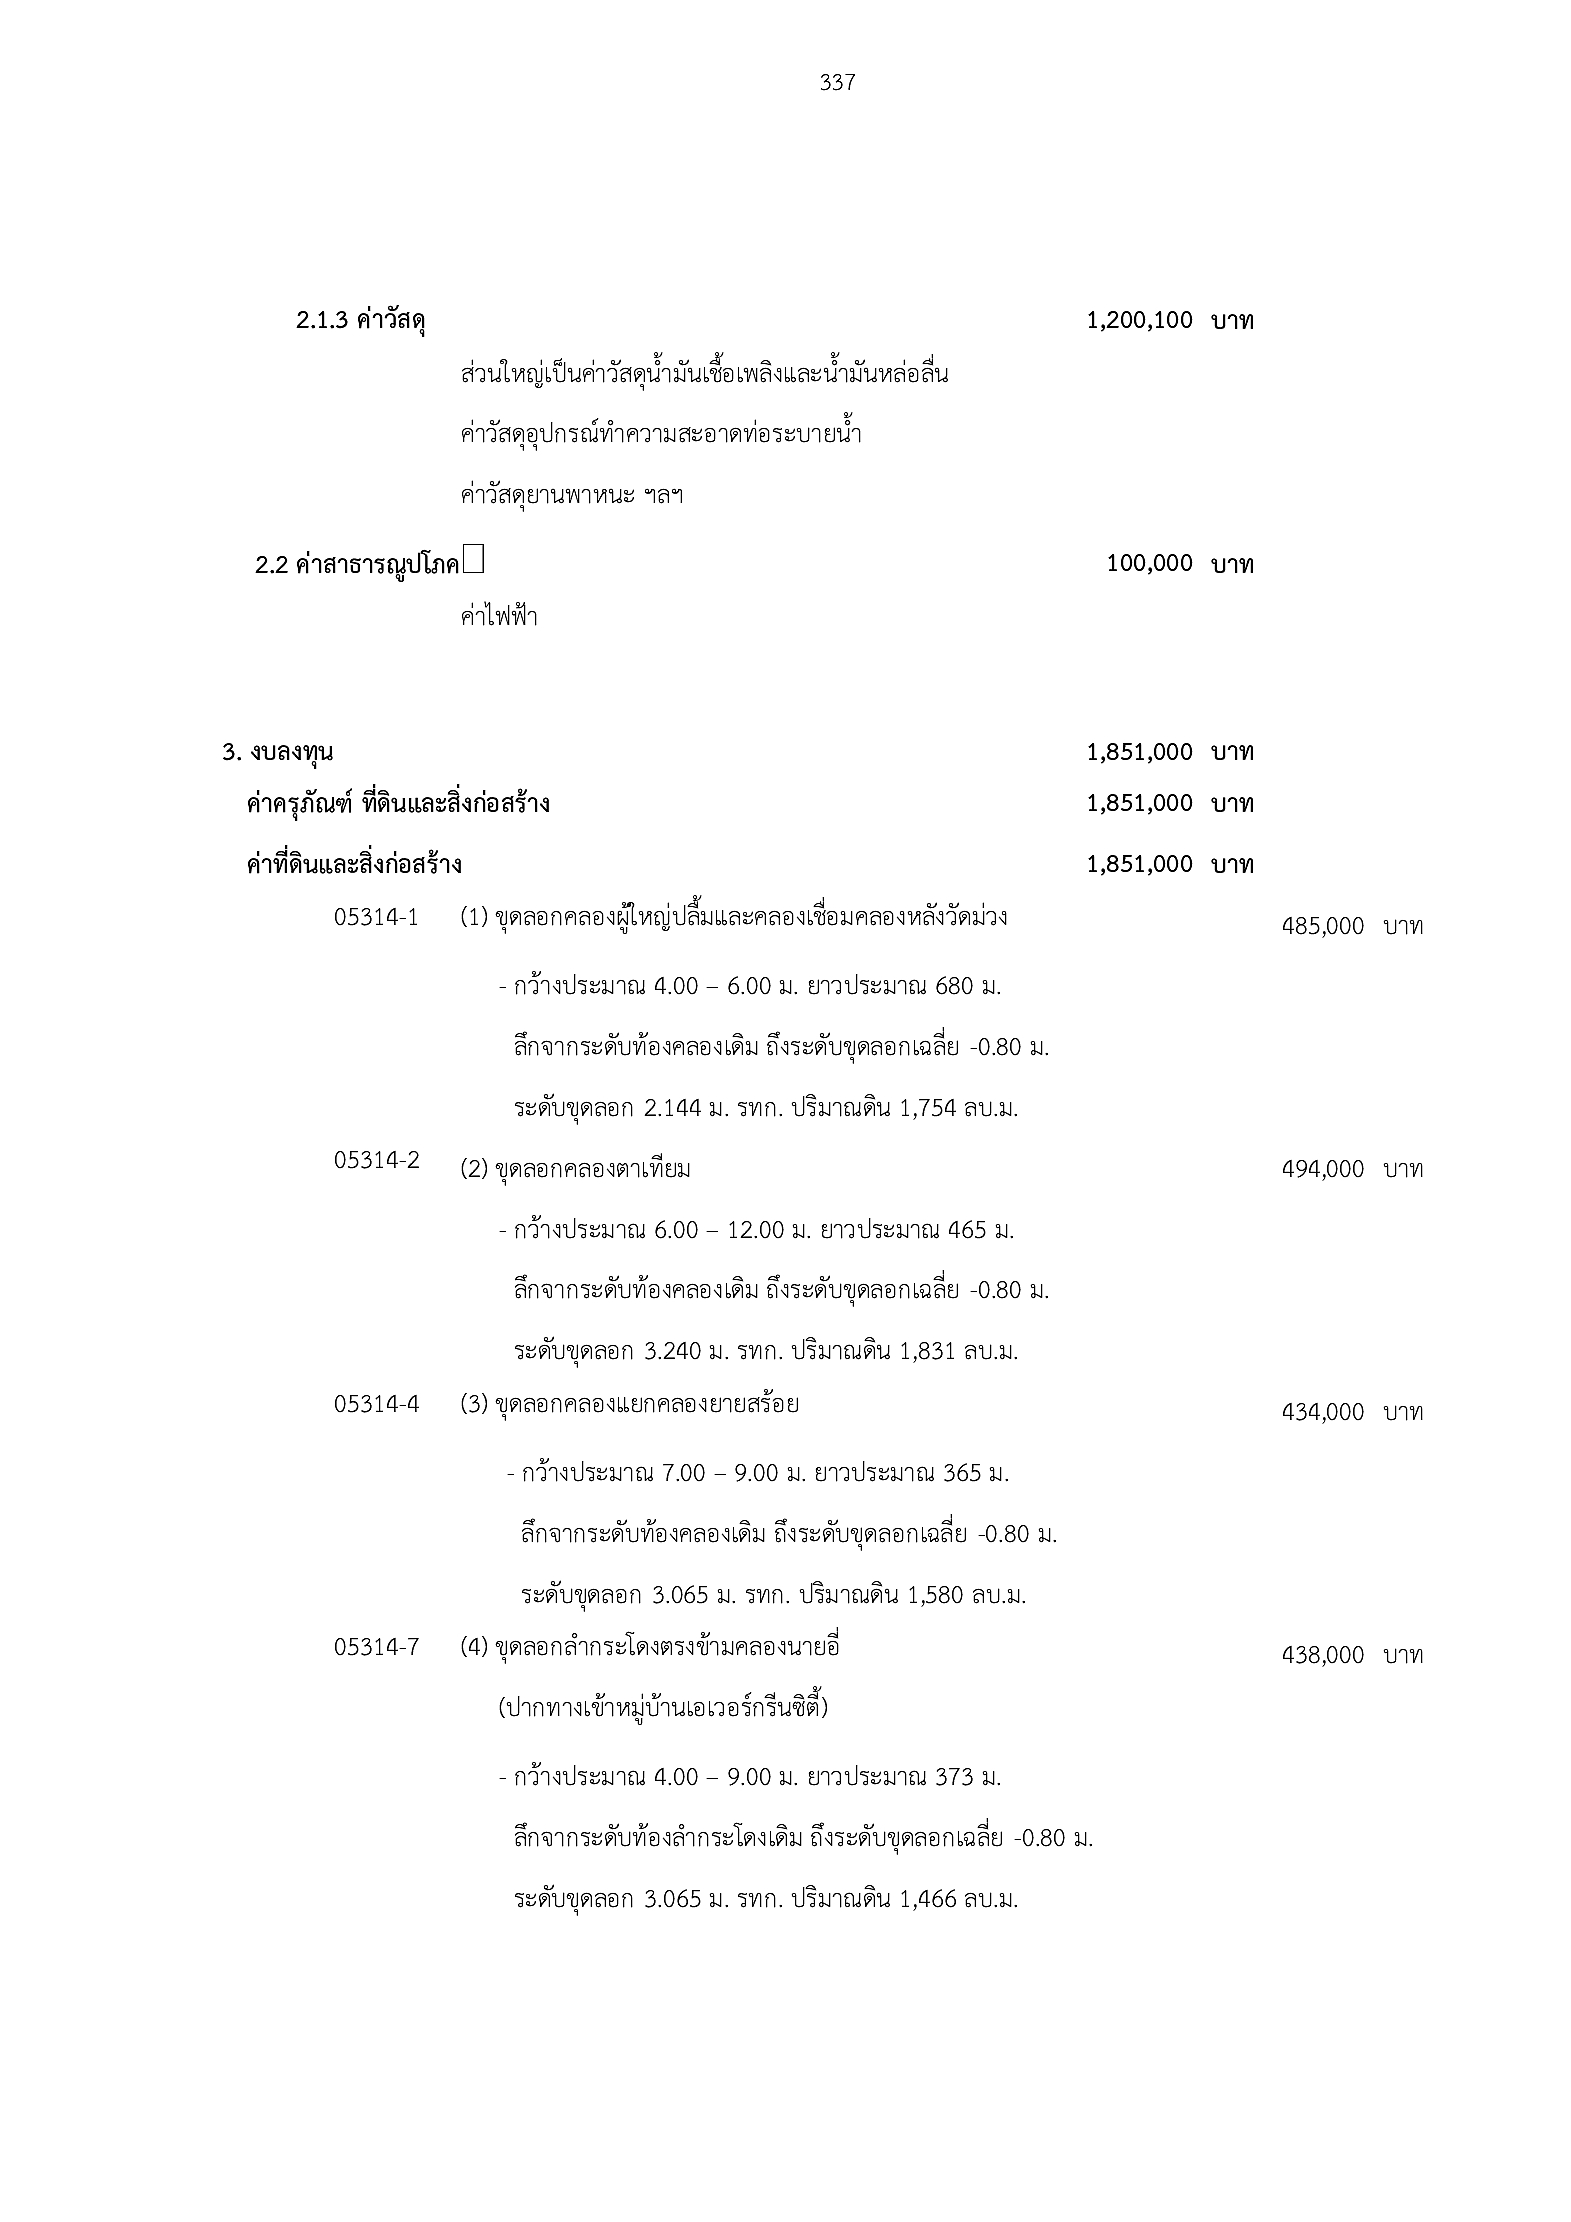 337
2.1.3 ค่าวัสดุ 1,200,100 บาท
ส่วนใหญ่เป็นค่าวัสดุน้ำมันเชื้อเพลิงและน้ำมันหล่อลื่น
ค่าวัสดุอุปกรณ์ทำความสะอาดท่อระบายน้ำ
ค่าวัสดุยานพาหนะ ฯลฯ
2.2 ค่าสาธารณูปโภค 100,000 บาท
ค่าไฟฟ้า
3. งบลงทุน 1,851,000 บาท
ค่าครุภัณฑ์ ที่ดินและสิ่งก่อสร้าง 1,851,000 บาท
ค่าที่ดินและสิ่งก่อสร้าง 1,851,000 บาท
05314-1 (1) ขุดลอกคลองผู้ใหญ่ปลื้มและคลองเชื่อมคลองหลังวัดม่วง 485,000 บาท
- กว้างประมาณ 4.00 – 6.00 ม. ยาวประมาณ 680 ม.
ลึกจากระดับท้องคลองเดิม ถึงระดับขุดลอกเฉลี่ย -0.80 ม.
ระดับขุดลอก 2.144 ม. รทก. ปริมาณดิน 1,754 ลบ.ม.
05314-2 (2) ขุดลอกคลองตาเทียม 494,000 บาท
- กว้างประมาณ 6.00 – 12.00 ม. ยาวประมาณ 465 ม.
ลึกจากระดับท้องคลองเดิม ถึงระดับขุดลอกเฉลี่ย -0.80 ม.
ระดับขุดลอก 3.240 ม. รทก. ปริมาณดิน 1,831 ลบ.ม.
05314-4 (3) ขุดลอกคลองแยกคลองยายสร้อย 434,000 บาท
- กว้างประมาณ 7.00 – 9.00 ม. ยาวประมาณ 365 ม.
ลึกจากระดับท้องคลองเดิม ถึงระดับขุดลอกเฉลี่ย -0.80 ม.
ระดับขุดลอก 3.065 ม. รทก. ปริมาณดิน 1,580 ลบ.ม.
05314-7 (4) ขุดลอกลำกระโดงตรงข้ามคลองนายอี่ 438,000 บาท
(ปากทางเข้าหมู่บ้านเอเวอร์กรีนซิตี้)
- กว้างประมาณ 4.00 – 9.00 ม. ยาวประมาณ 373 ม.
ลึกจากระดับท้องลำกระโดงเดิม ถึงระดับขุดลอกเฉลี่ย -0.80 ม.
ระดับขุดลอก 3.065 ม. รทก. ปริมาณดิน 1,466 ลบ.ม.